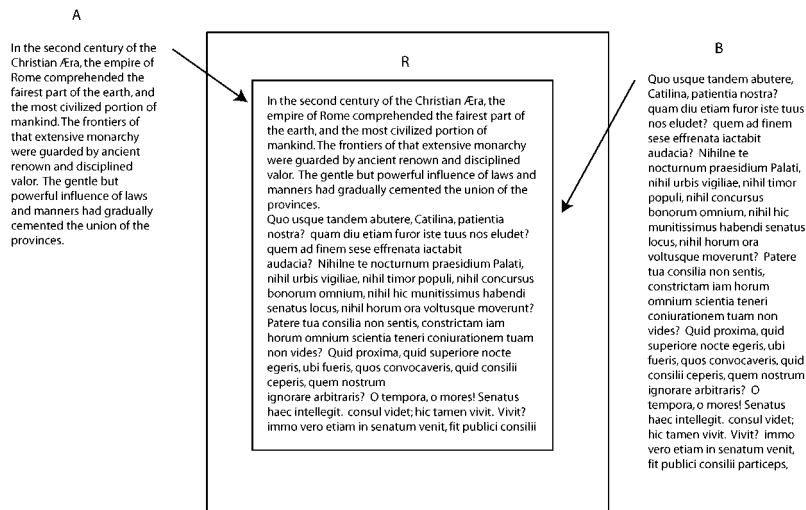 A
In the second century of the
Christian Æra, the empire of
Rome comprehended the
fairest part of the earth, and
the most civilized portion of
mankind. The frontiers of
that extensive monarchy
were guarded by ancient
renown and disciplined
valor. The gentle but
powerful influence of laws
and manners had gradually
cemented the union of the
provinces.
R
In the second century of the Christian Æra, the
empire of Rome comprehended the fairest part of
the earth, and the most civilized portion of
mankind. The frontiers of that extensive monarchy
were guarded by ancient renown and disciplined
valor. The gentle but powerful influence of laws and
manners had gradually cemented the union of the
provinces.
Quo usque tandem abutere, Catilina, patientia
nostra? quam diu etiam furor iste tuus nos eludet?
quem ad finem sese effrenata iactabit
audacia? Nihilne te nocturnum praesidium Palati,
nihil urbis vigiliae, nihil timor populi, nihil concursus
bonorum omnium, nihil hic munitissimus habendi
senatus locus, nihil horum ora voltusque moverunt?
Patere tua consilia non sentis, constrictam iam
horum omnium scientia teneri coniurationem tuam
non vides? Quid proxima, quid superiore nocte
egeris, ubi fueris, quos convocaveris, quid consilii
ceperis, quem nostrum
ignorare arbitraris? O tempora, o mores! Senatus
haec intellegit. consul videt; hic tamen vivit. Vivit?
immo vero etiam in senatum venit, fit publici consilii
B
Quo usque tandem abutere,
Catilina, patientia nostra?
quam diu etiam furor iste tuus
nos eludet? quem ad finem
sese effrenata iactabit
audacia? Nihilne te
nocturnum praesidium Palati,
nihil urbis vigiliae, nihil timor
populi, nihil concursus
bonorum omnium, nihil hic
munitissimus habendi senatus
locus, nihil horum ora
voltusque moverunt? Patere
tua consilia non sentis,
constrictam iam horum
omnium scientia teneri
coniurationem tuam non
vides? Quid proxima, quid
superiore nocte egeris, ubi
fueris, quos convocaveris, quid
consilii ceperis, quem nostrum
ignorare arbitraris? O
tempora, o mores! Senatus
haec intellegit. consul videt;
hic tamen vivit. Vivit? immo
vero etiam in senatum venit,
fit publici consilii particeps,